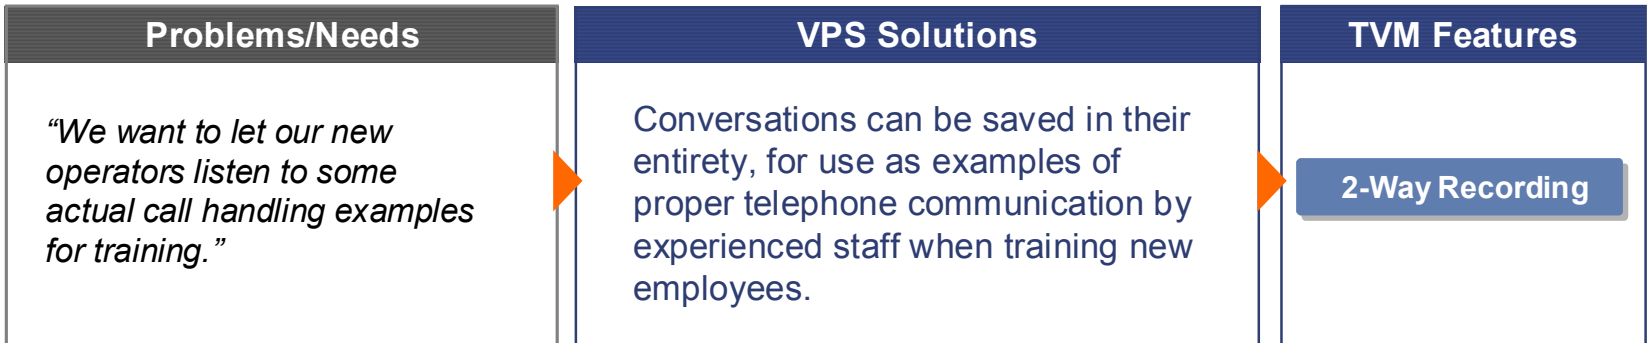 Problems/Needs
“We want to let our new
operators listen to some
actual call handling examples
for training.”
VPS Solutions
Conversations can be saved in their
entirety, for use as examples of
proper telephone communication by
experienced staff when training new
employees.
TVM Features
2-Way Recording